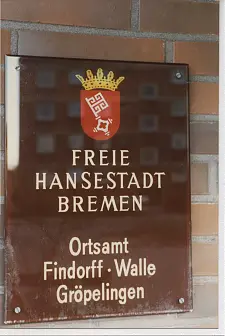 FREIE
HANSESTADT
BREMEN
Ortsamt
Findorff · Walle
Gröpelingen